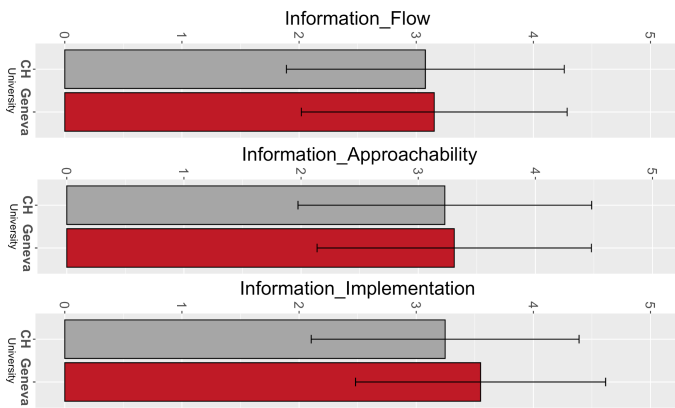 Information_Flow
0 1 2 3 4 5
CH
Geneva
University
Information_Approachability
0 1 2 3 4 5
CH
Geneva
University
Information_Implementation
0 1 2 3 4 5
CH
Geneva
University